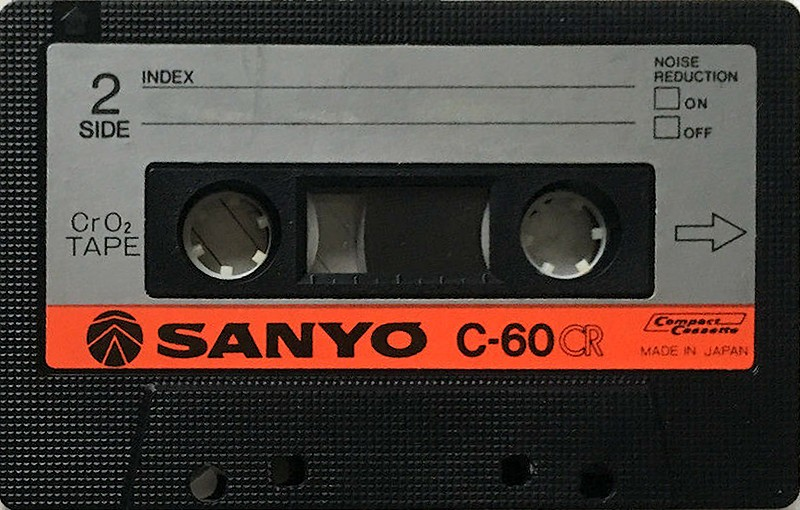 2
SIDE
INDEX
NOISE
REDUCTION
ON
OFF
CrO₂
TAPE
SANYO C-60 CR
Compact
Cassette
MADE IN JAPAN